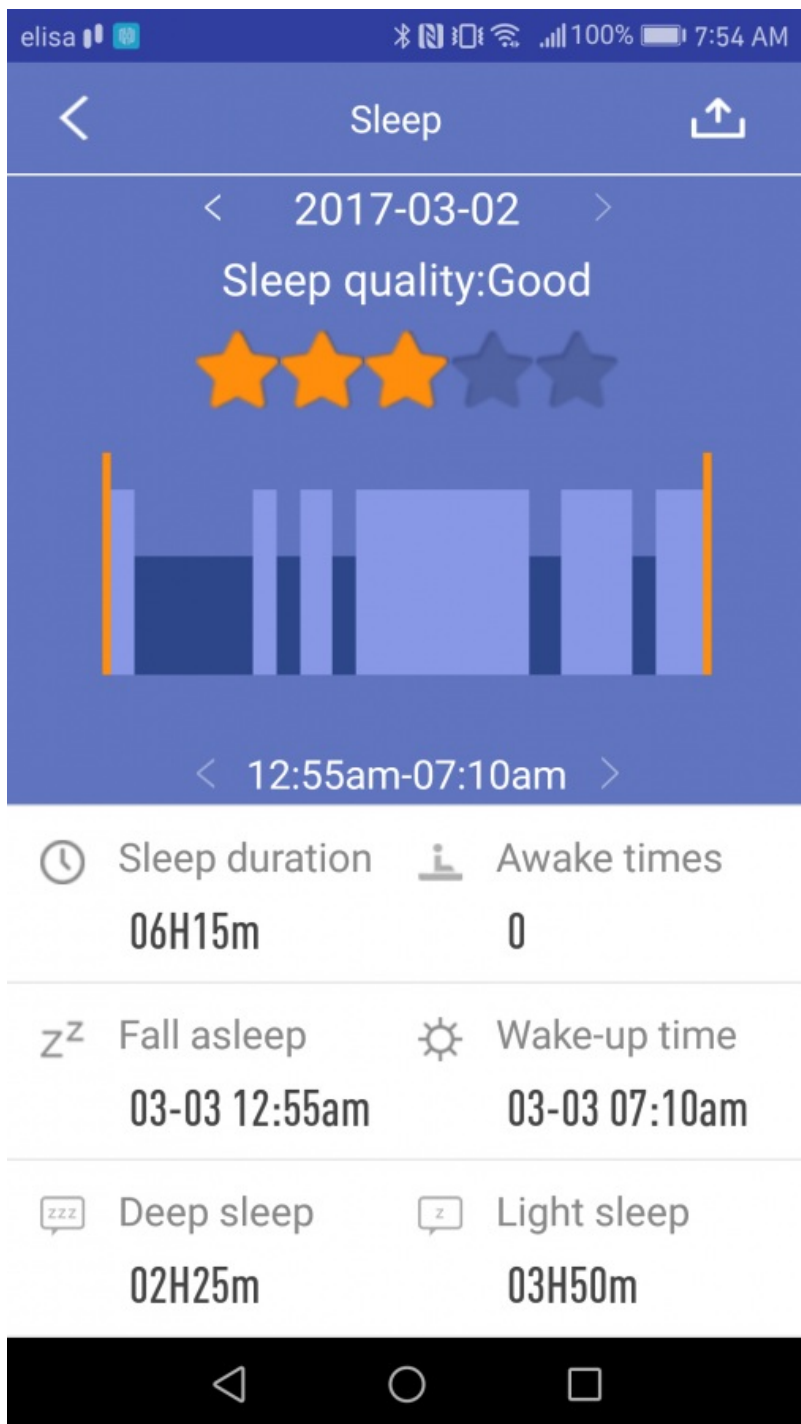 elisa 100% 7:54 AM
Sleep
2017-03-02
Sleep quality:Good
12:55am-07:10am
Sleep duration Awake times
06H15m 0
Fall asleep Wake-up time
03-03 12:55am 03-03 07:10am
Deep sleep Light sleep
02H25m 03H50m